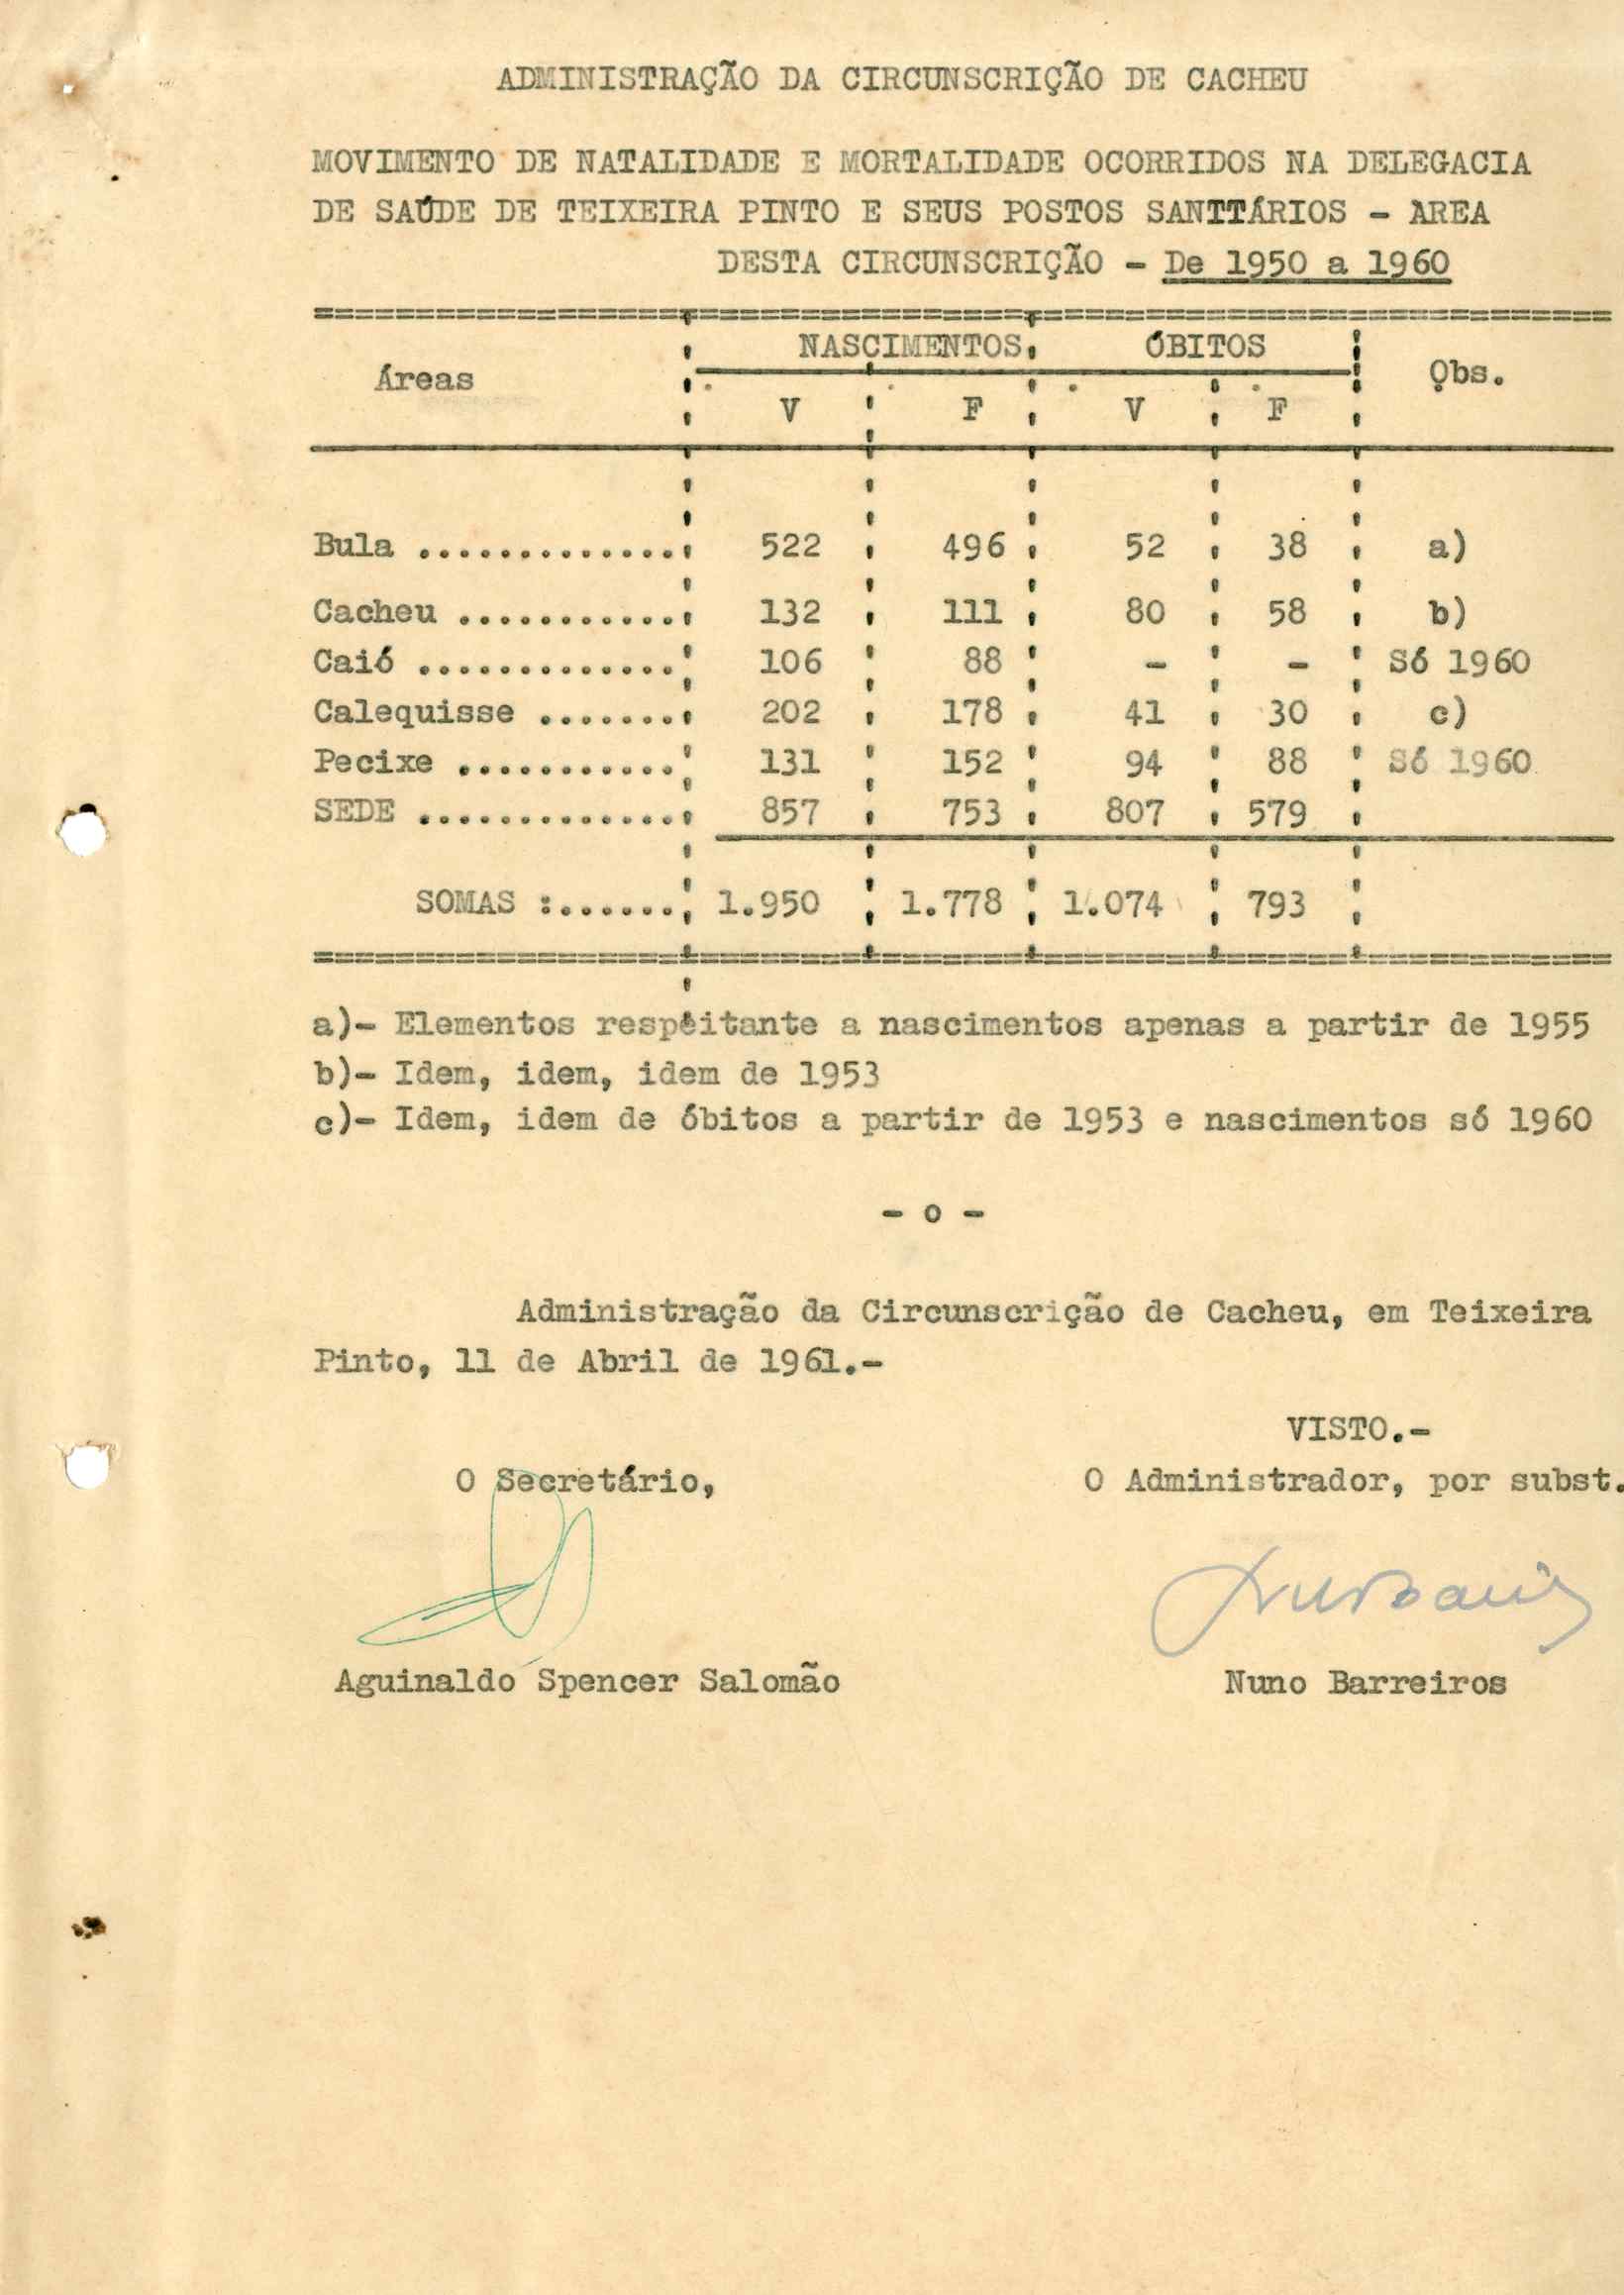 ADMINISTRAÇÃO DA CIRCUNSCRIÇÃO DE CACHEU
MOVIMENTO DE NATALIDADE E MORTALIDADE OCORRIDOS NA DELEGACIA
DE SAÚDE DE TEIXEIRA PINTO E SEUS POSTOS SANITÁRIOS - AREA
DESTA CIRCUNSCRIÇÃO - De 1950 a 1960
NASCIMENTOS ÓBITOS
Áreas Obs.
V F V F
Bula ............. 522 496 52 38 a)
Cacheu ........... 132 111 80 58 b)
Caió ............. 106 88 - - Só 1960
Calequisse ....... 202 178 41 30 c)
Pecixe ........... 131 152 94 88 Só 1960
SEDE ............. 857 753 807 579
SOMAS :...... 1.950 1.778 1.074 793
a)- Elementos respeitante a nascimentos apenas a partir de 1955
b)- Idem, idem, idem de 1953
c)- Idem, idem de óbitos a partir de 1953 e nascimentos só 1960
- o -
Administração da Circunscrição de Cacheu, em Teixeira
Pinto, 11 de Abril de 1961.-
VISTO.-
O Secretário, O Administrador, por subst.
Aguinaldo Spencer Salomão Nuno Barreiros